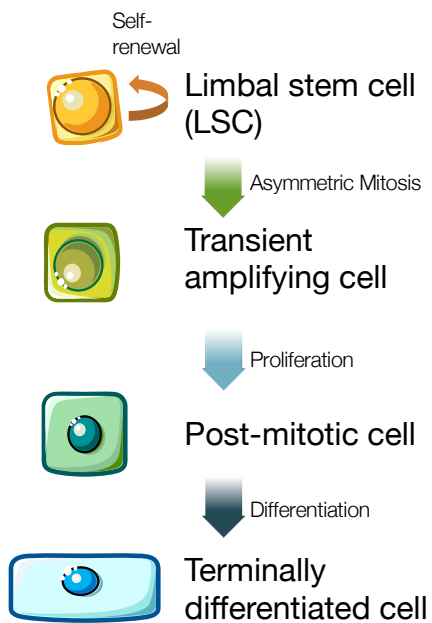 Self-
renewal
Limbal stem cell
(LSC)
Asymmetric Mitosis
Transient
amplifying cell
Proliferation
Post-mitotic cell
Differentiation
Terminally
differentiated cell